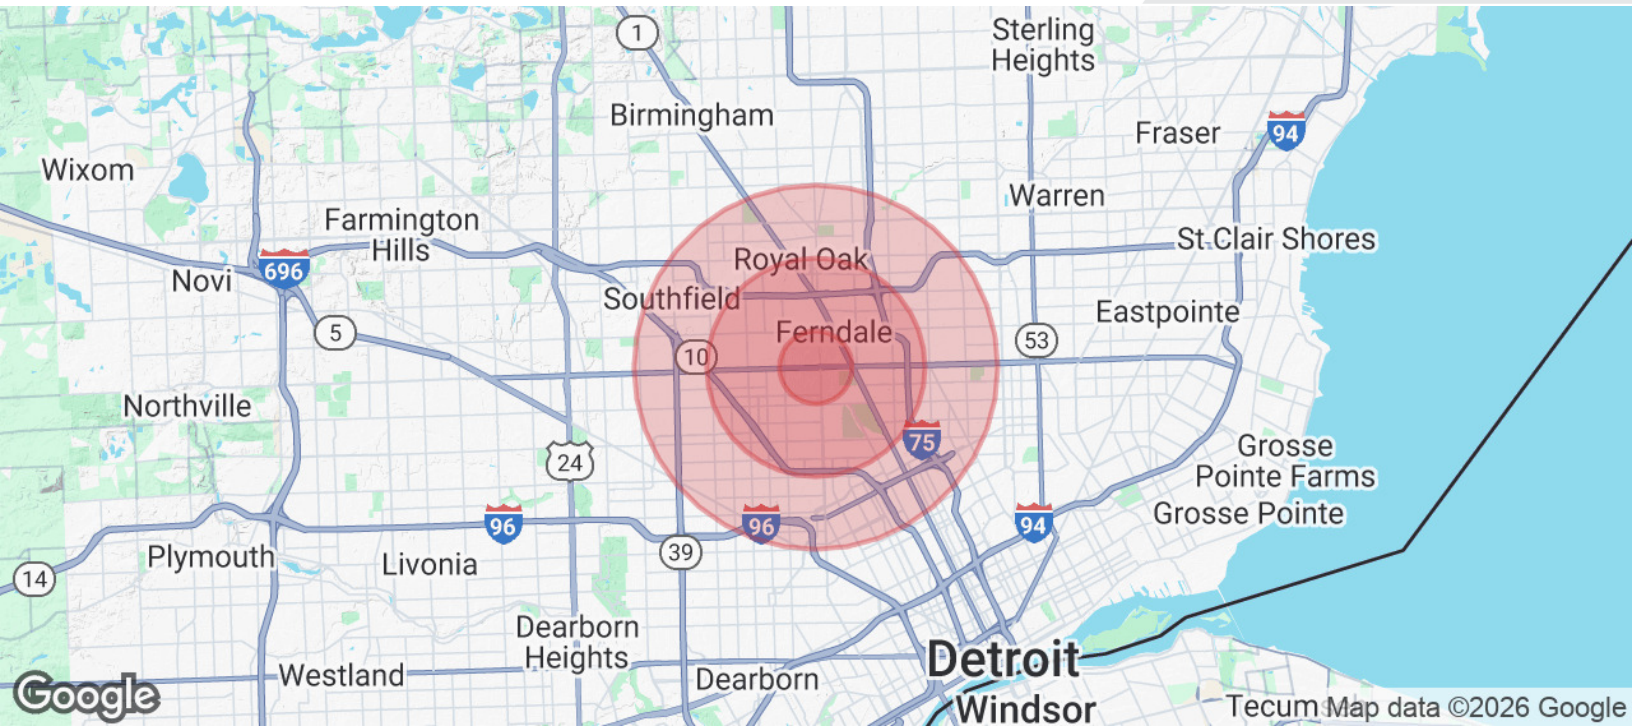 Sterling
Heights
1
Birmingham
Fraser
94
Wixom
Warren
Farmington
Hills
St Clair Shores
Royal Oak
696
Novi
Southfield
Eastpointe
5
Ferndale
53
10
Northville
75
Grosse
Pointe Farms
24
Grosse Pointe
96
96
94
Plymouth
Livonia
39
14
Dearborn
Heights
Detroit
Westland
Dearborn
Google
Windsor
Tecum
Map data ©2026 Google